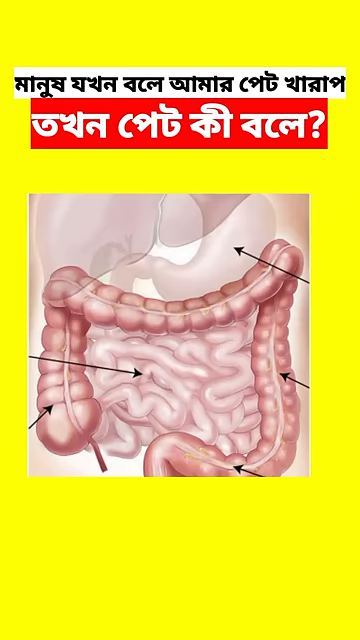 মানুষ যখন বলে আমার পেট খারাপ
তখন পেট কী বলে?